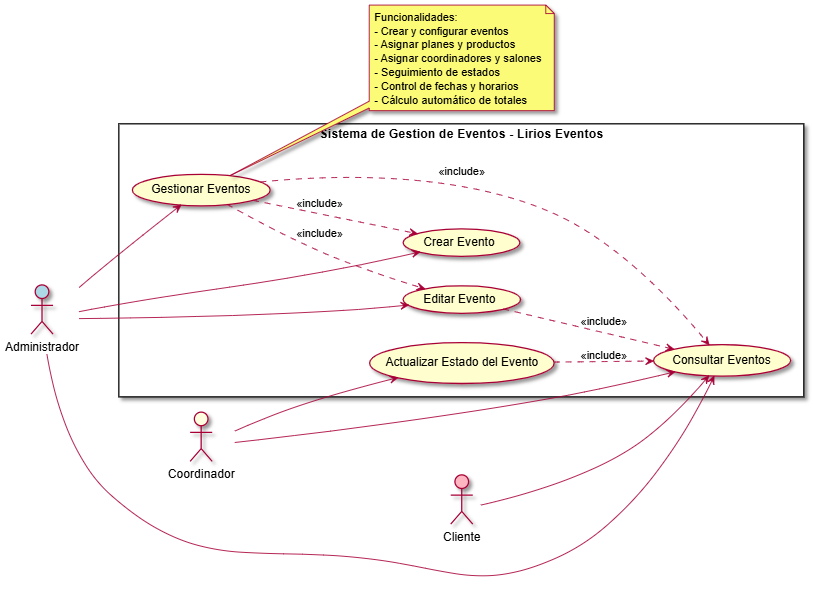 Funcionalidades:
- Crear y configurar eventos
- Asignar planes y productos
- Asignar coordinadores y salones
- Seguimiento de estados
- Control de fechas y horarios
- Cálculo automático de totales
Sistema de Gestion de Eventos - Lirios Eventos
«include»
Gestionar Eventos
«include»
«include»
Crear Evento
Editar Evento
«include»
Administrador
«include»
Actualizar Estado del Evento
Consultar Eventos
Coordinador
Cliente